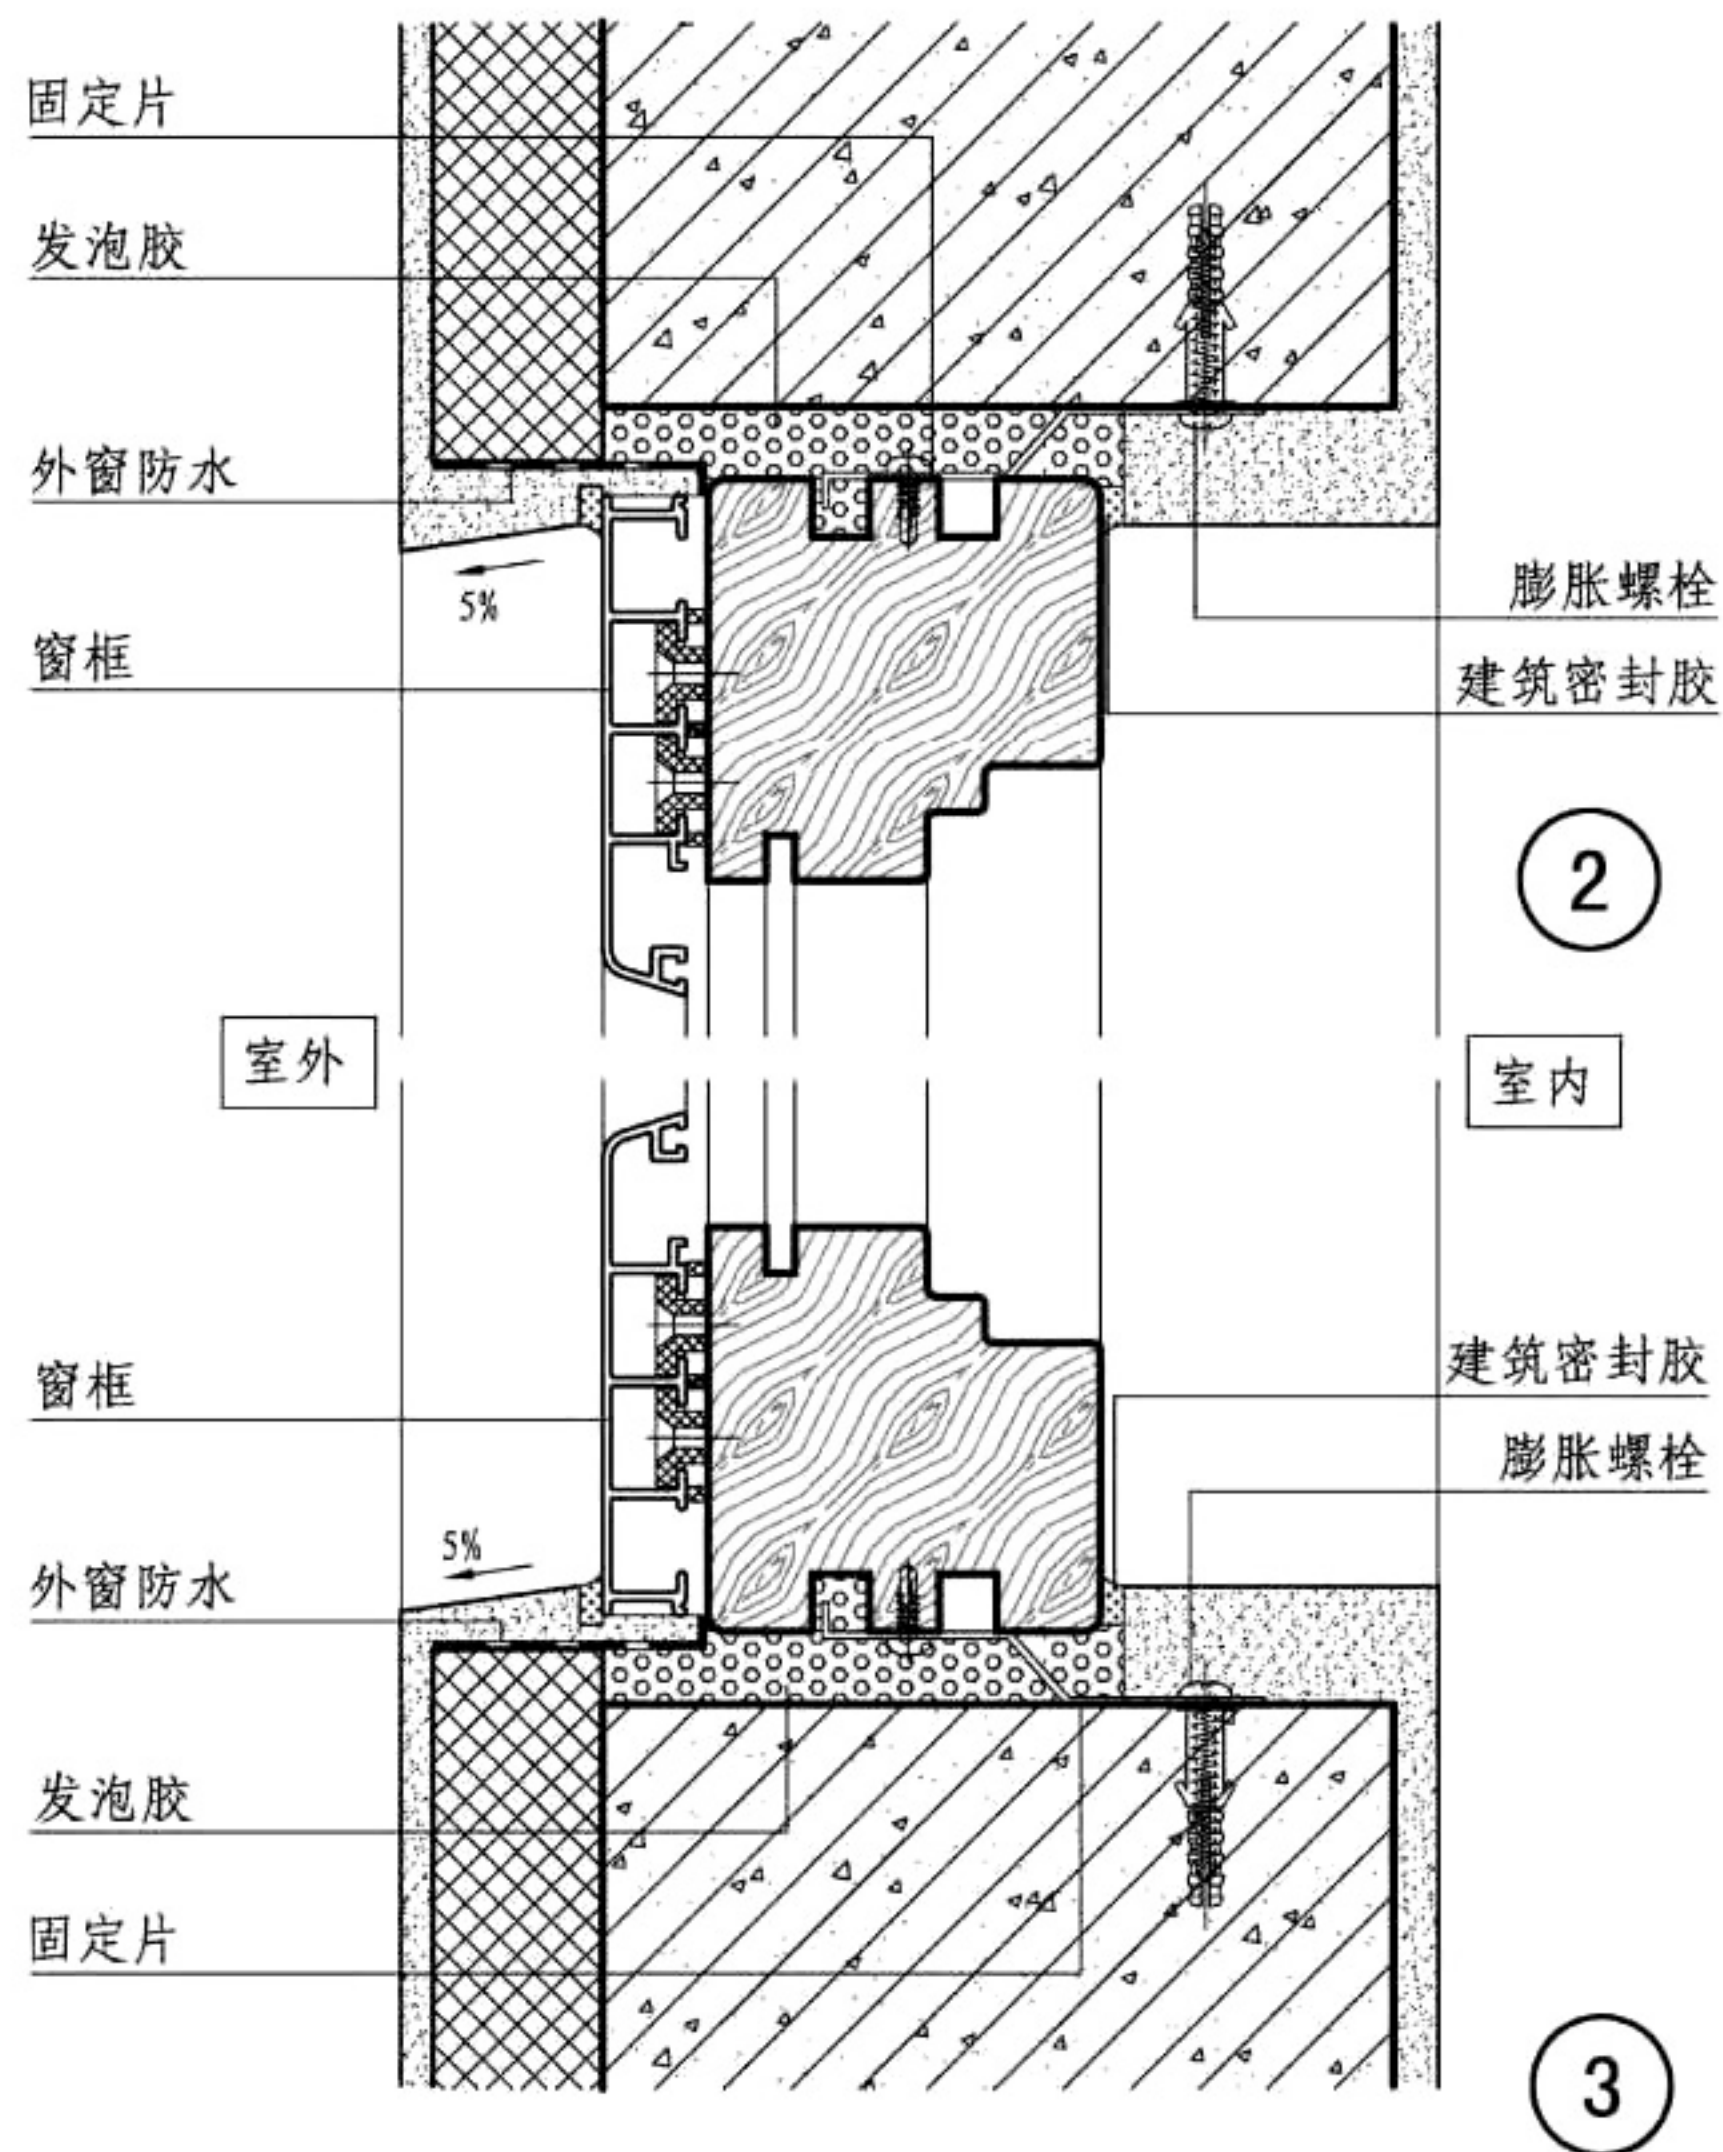 固定片
发泡胶
外窗防水
5%
膨胀螺栓
窗框
建筑密封胶
2
室外
室内
建筑密封胶
窗框
膨胀螺栓
5%
外窗防水
发泡胶
固定片
3